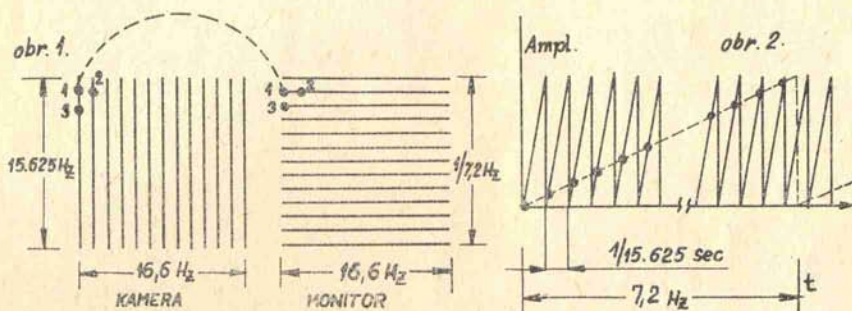 obr. 1.
1 2
3
15.625 Hz
16,6 Hz
KAMERA
1 2
3
1/7,2 Hz
16,6 Hz
MONITOR
Ampl.
obr. 2.
1/15.625 sec
7,2 Hz
t